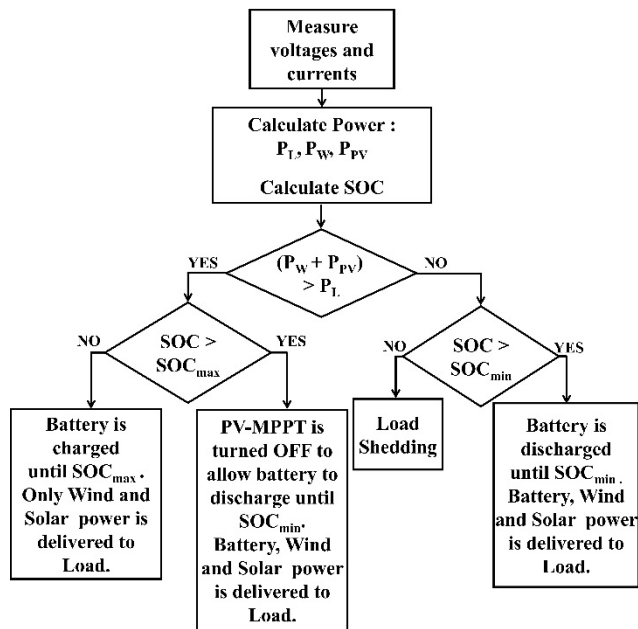 Measure
voltages and
currents
Calculate Power :
P_L, P_W, P_PV
Calculate SOC
(P_W + P_PV)
> P_L
YES
NO
SOC >
SOC_max
NO
YES
SOC >
SOC_min
NO
YES
Battery is
charged
until SOC_max.
Only Wind and
Solar power is
delivered to
Load.
PV-MPPT is
turned OFF to
allow battery to
discharge until
SOC_min.
Battery, Wind
and Solar power
is delivered to
Load.
Load
Shedding
Battery is
discharged
until SOC_min.
Battery, Wind
and Solar power
is delivered to
Load.